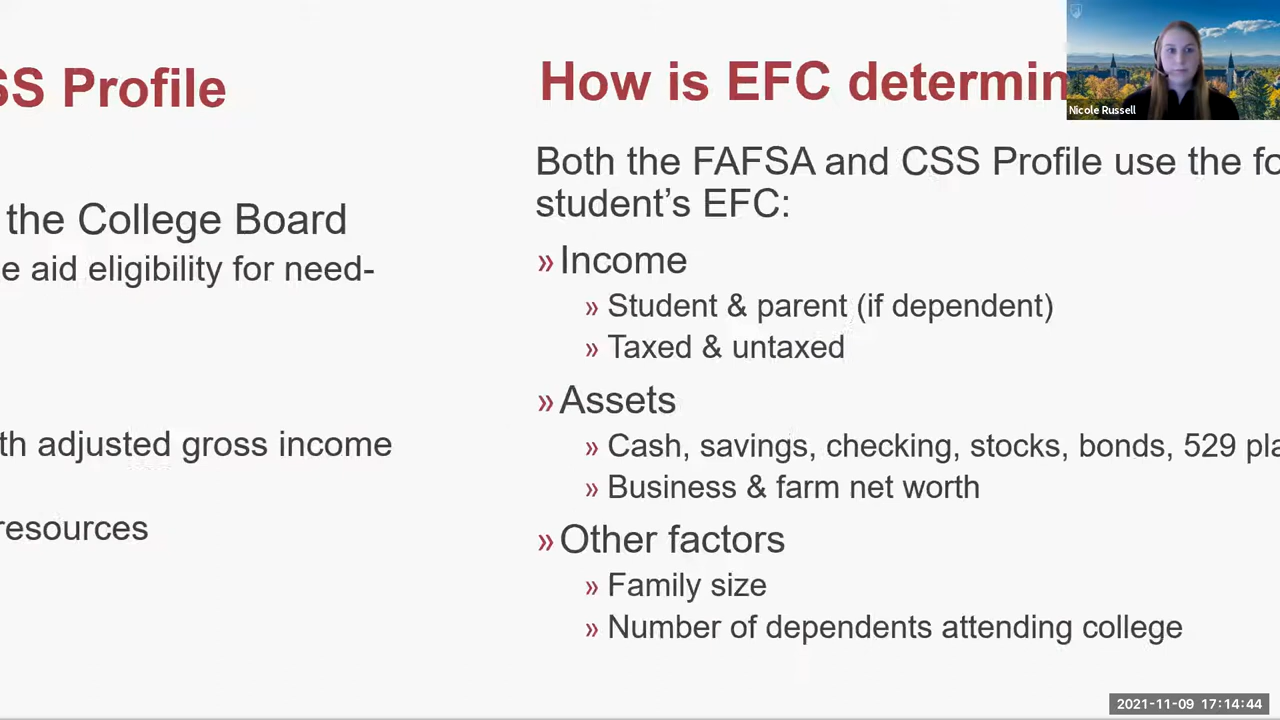 SS Profile
the College Board
e aid eligibility for need-
th adjusted gross income
resources
How is EFC determin
Both the FAFSA and CSS Profile use the fo
student’s EFC:
» Income
» Student & parent (if dependent)
» Taxed & untaxed
» Assets
» Cash, savings, checking, stocks, bonds, 529 pla
» Business & farm net worth
» Other factors
» Family size
» Number of dependents attending college
Nicole Russell
2021-11-09 17:14:44